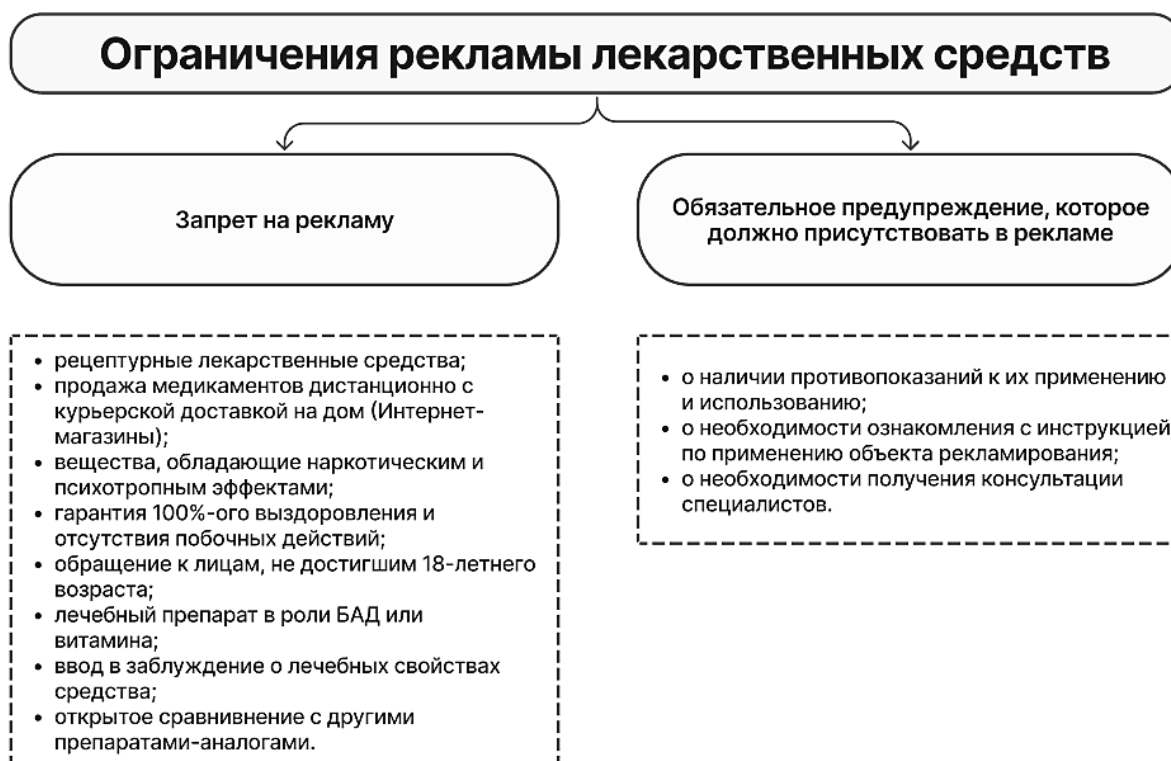 Ограничения рекламы лекарственных средств
Запрет на рекламу
Обязательное предупреждение, которое
должно присутствовать в рекламе
• рецептурные лекарственные средства;
• продажа медикаментов дистанционно с
курьерской доставкой на дом (Интернет-
магазины);
• вещества, обладающие наркотическим и
психотропным эффектами;
• гарантия 100%-ого выздоровления и
отсутствия побочных действий;
• обращение к лицам, не достигшим 18-летнего
возраста;
• лечебный препарат в роли БАД или
витамина;
• ввод в заблуждение о лечебных свойствах
средства;
• открытое сравнивнение с другими
препаратами-аналогами.
• о наличии противопоказаний к их применению
и использованию;
• о необходимости ознакомления с инструкцией
по применению объекта рекламирования;
• о необходимости получения консультации
специалистов.